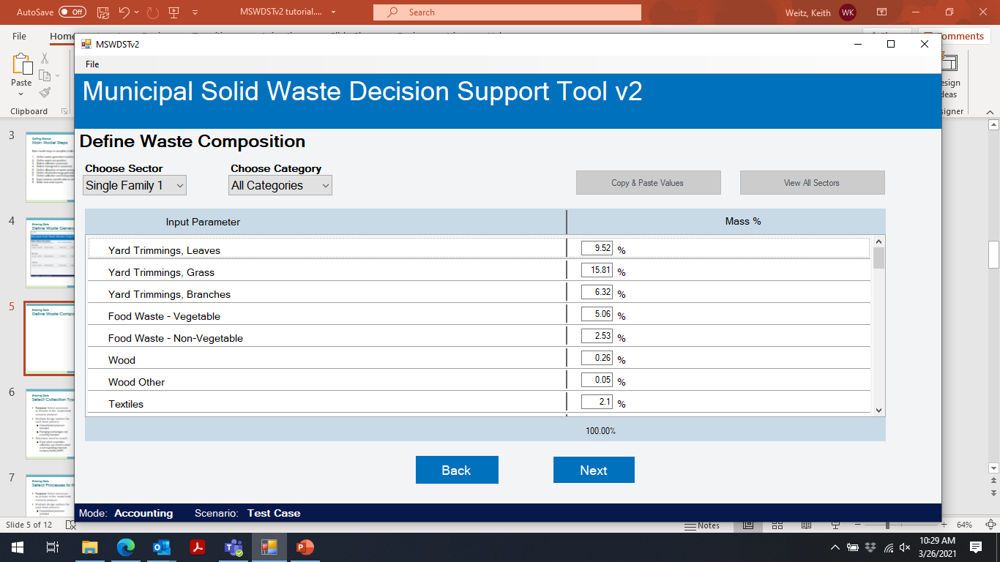 AutoSave Off
MSWDSTv2 tutorial....
Search
Weitz, Keith WK
File Home
Comments
Paste
Clipboard
MSWDSTv2
File
Municipal Solid Waste Decision Support Tool v2
Define Waste Composition
Choose Sector Choose Category
Single Family 1 All Categories
Copy & Paste Values View All Sectors
Input Parameter Mass %
Yard Trimmings, Leaves 9.52 %
Yard Trimmings, Grass 15.81 %
Yard Trimmings, Branches 6.32 %
Food Waste - Vegetable 5.06 %
Food Waste - Non-Vegetable 2.53 %
Wood 0.26 %
Wood Other 0.05 %
Textiles 2.1 %
100.00%
Back Next
Mode: Accounting Scenario: Test Case
3
Getting Started
Main Model Steps
4
Entering Data
Define Waste Genera
5
Entering Data
Define Waste Compo
6
Entering Data
Select Collection Typ
7
Entering Data
Select Processes to M
esign
deas
signer
Slide 5 of 12
Notes
64%
10:29 AM
3/26/2021